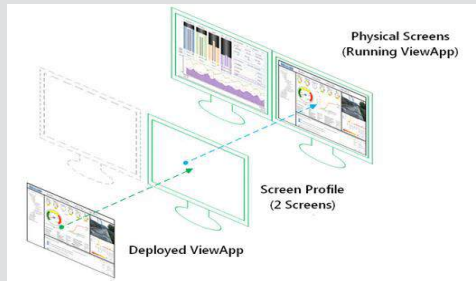 Physical Screens
(Running ViewApp)
Screen Profile
(2 Screens)
Deployed ViewApp